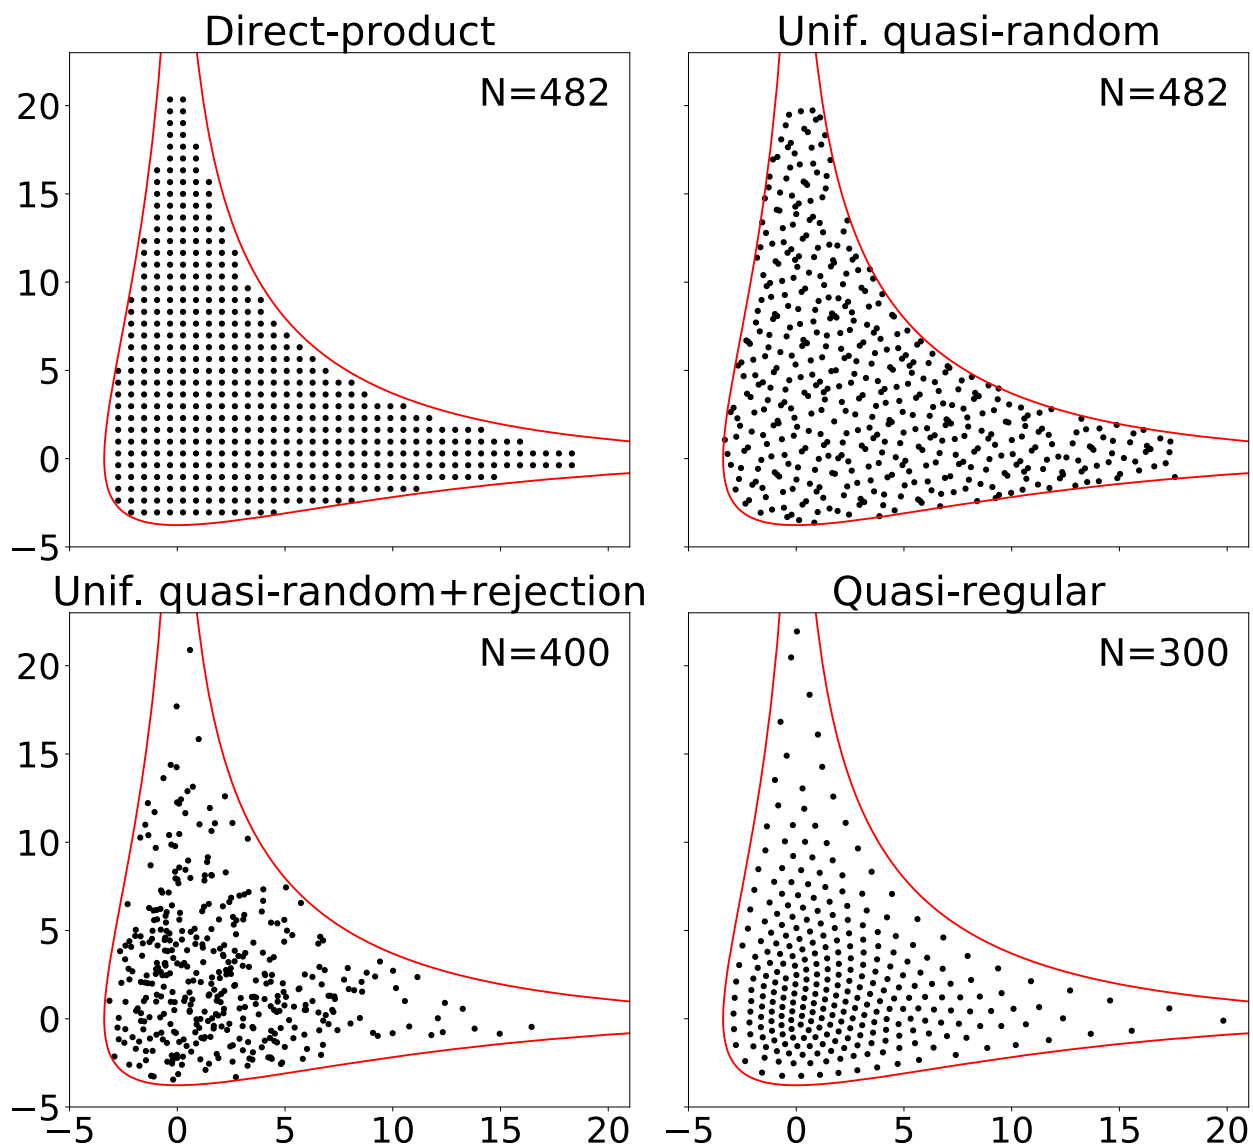 Direct-product
Unif. quasi-random
N=482
N=482
20
15
10
5
0
−5
Unif. quasi-random+rejection
Quasi-regular
N=400
N=300
20
15
10
5
0
−5
−5 0 5 10 15 20
−5 0 5 10 15 20